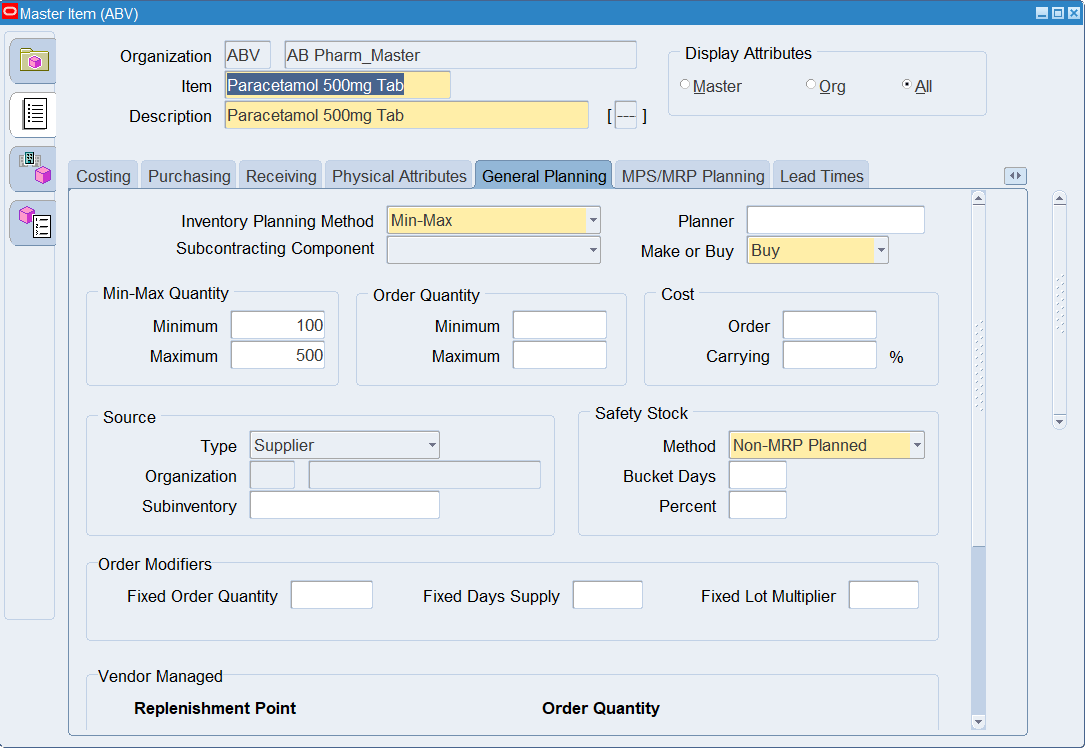 Master Item (ABV)
Organization ABV AB Pharm_Master
Item Paracetamol 500mg Tab
Description Paracetamol 500mg Tab [ --- ]
Display Attributes
Master Org All
Costing Purchasing Receiving Physical Attributes General Planning MPS/MRP Planning Lead Times
Inventory Planning Method Min-Max Planner
Subcontracting Component Make or Buy Buy
Min-Max Quantity Order Quantity Cost
Minimum 100 Minimum Order
Maximum 500 Maximum Carrying %
Source Safety Stock
Type Supplier Method Non-MRP Planned
Organization Bucket Days
Subinventory Percent
Order Modifiers
Fixed Order Quantity Fixed Days Supply Fixed Lot Multiplier
Vendor Managed
Replenishment Point Order Quantity